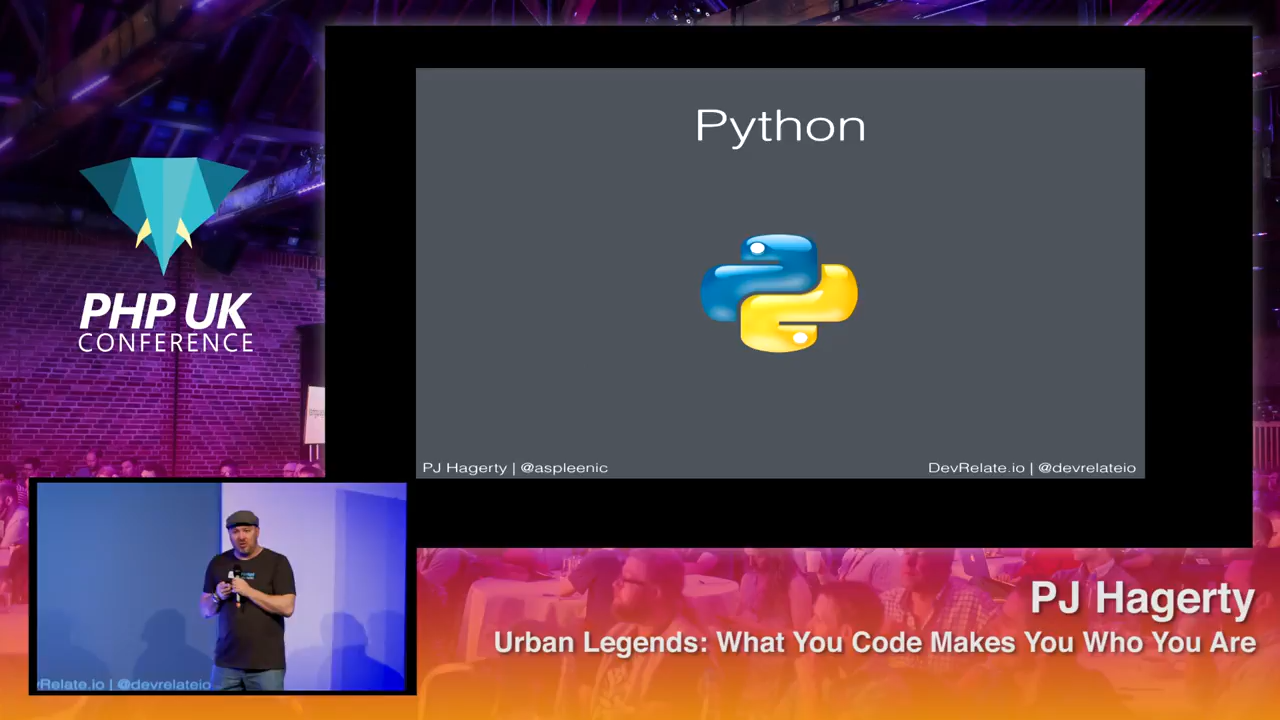 Python
PJ Hagerty | @aspleenic
DevRelate.io | @devrelateio
PHP UK
CONFERENCE
Relate.io | @devrelateio
PJ Hagerty
Urban Legends: What You Code Makes You Who You Are